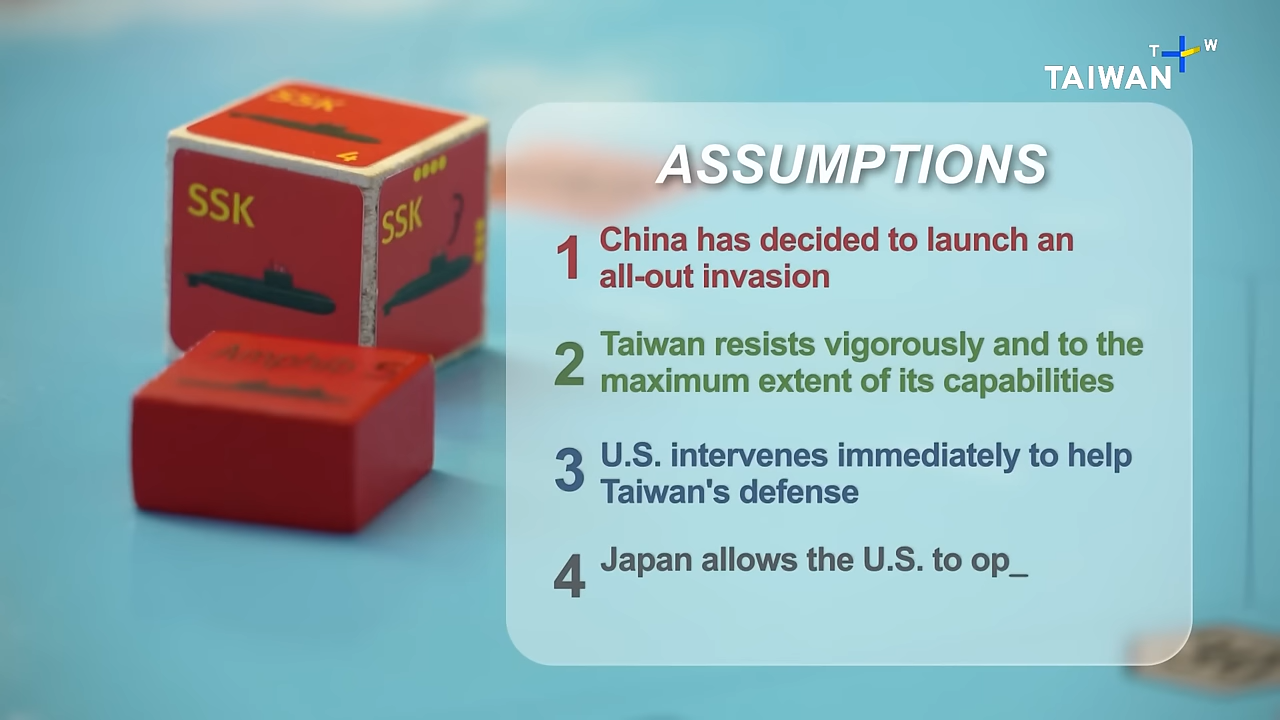 T W
TAIWAN
SSK
4
SSK
SSK
Amphib
ASSUMPTIONS
1 China has decided to launch an
all-out invasion
2 Taiwan resists vigorously and to the
maximum extent of its capabilities
3 U.S. intervenes immediately to help
Taiwan's defense
4 Japan allows the U.S. to op_